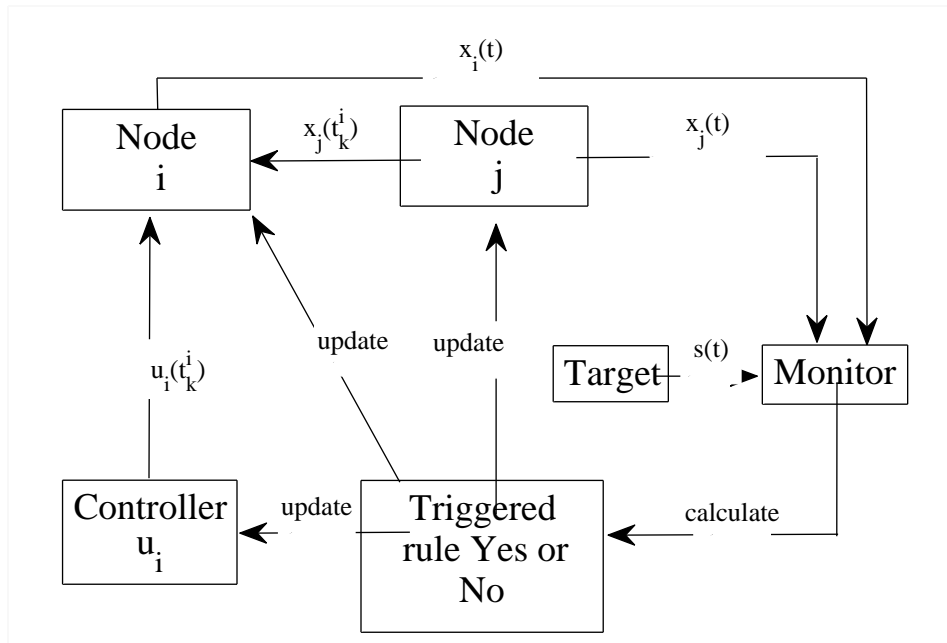 x_i(t)
Node
i
x_j(t_k^i)
Node
j
x_j(t)
update
update
s(t)
Target
Monitor
u_i(t_k^i)
Controller
u_i
update
Triggered
rule Yes or
No
calculate